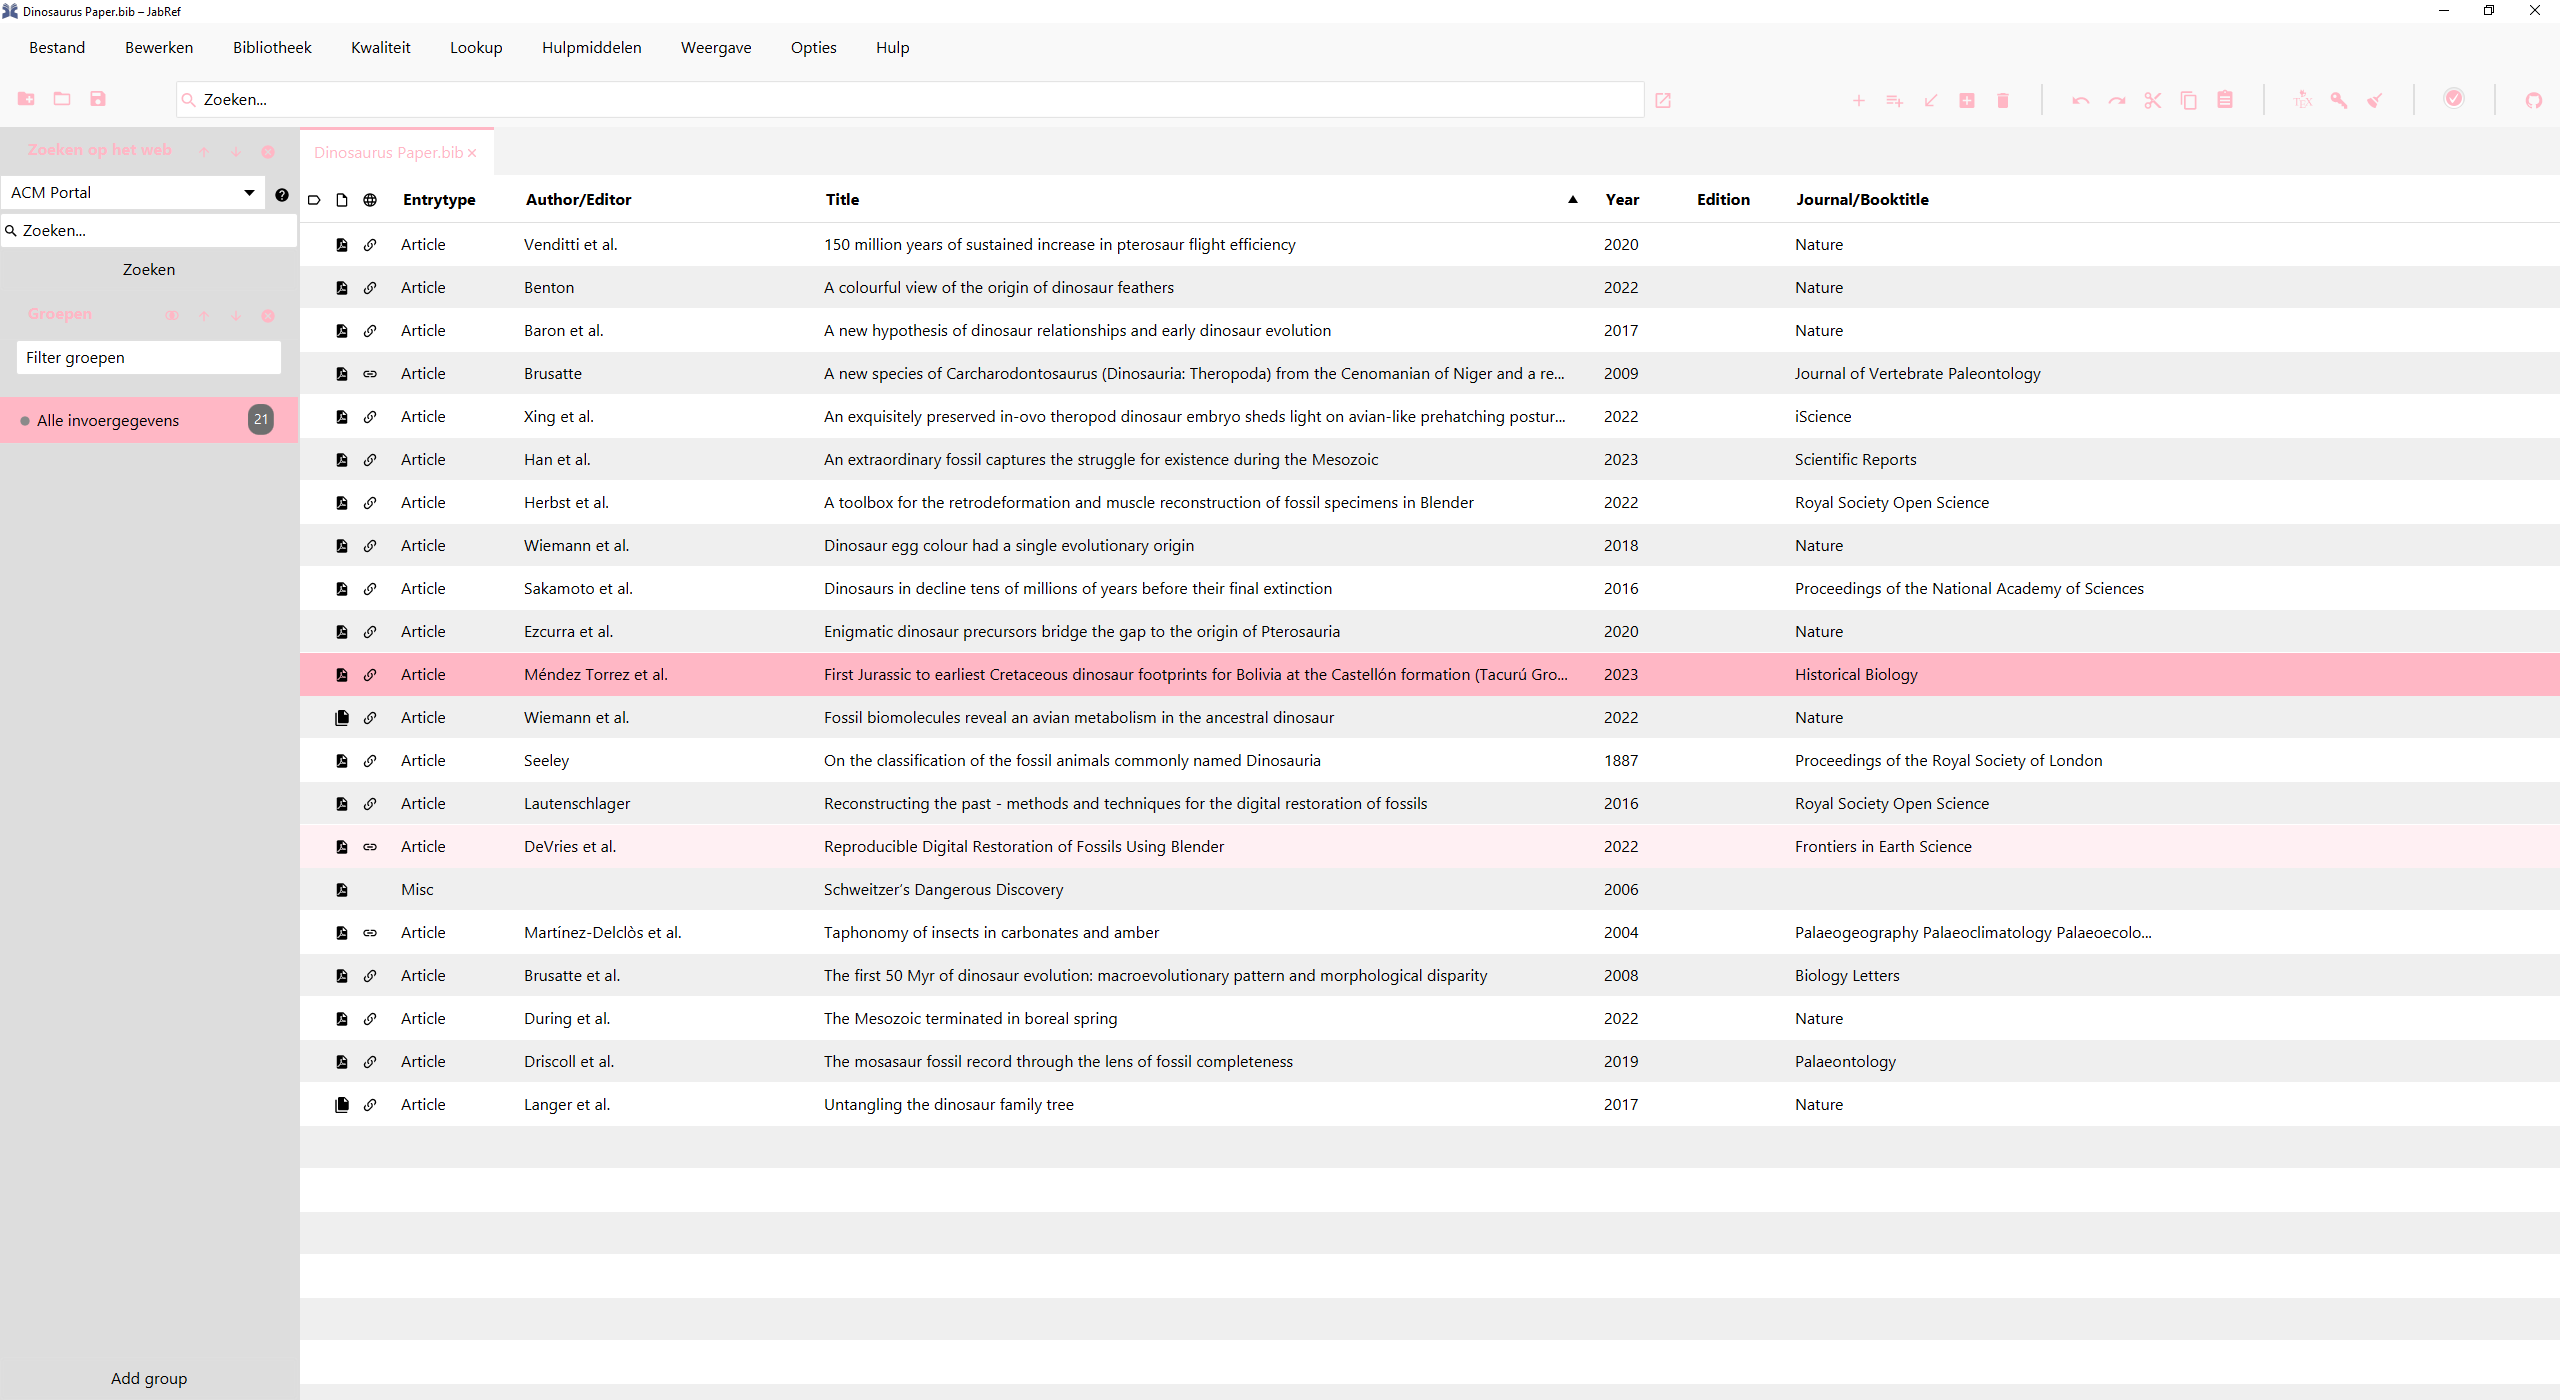 Dinosaurus Paper.bib – JabRef
Bestand Bewerken Bibliotheek Kwaliteit Lookup Hulpmiddelen Weergave Opties Hulp
Zoeken...
TEX
Zoeken op het web
ACM Portal
Zoeken...
Zoeken
Groepen
Filter groepen
Alle invoergegevens 21
Add group
Dinosaurus Paper.bib
Entrytype Author/Editor Title Year Edition Journal/Booktitle
Article Venditti et al. 150 million years of sustained increase in pterosaur flight efficiency 2020 Nature
Article Benton A colourful view of the origin of dinosaur feathers 2022 Nature
Article Baron et al. A new hypothesis of dinosaur relationships and early dinosaur evolution 2017 Nature
Article Brusatte A new species of Carcharodontosaurus (Dinosauria: Theropoda) from the Cenomanian of Niger and a re... 2009 Journal of Vertebrate Paleontology
Article Xing et al. An exquisitely preserved in-ovo theropod dinosaur embryo sheds light on avian-like prehatching postur... 2022 iScience
Article Han et al. An extraordinary fossil captures the struggle for existence during the Mesozoic 2023 Scientific Reports
Article Herbst et al. A toolbox for the retrodeformation and muscle reconstruction of fossil specimens in Blender 2022 Royal Society Open Science
Article Wiemann et al. Dinosaur egg colour had a single evolutionary origin 2018 Nature
Article Sakamoto et al. Dinosaurs in decline tens of millions of years before their final extinction 2016 Proceedings of the National Academy of Sciences
Article Ezcurra et al. Enigmatic dinosaur precursors bridge the gap to the origin of Pterosauria 2020 Nature
Article Méndez Torrez et al. First Jurassic to earliest Cretaceous dinosaur footprints for Bolivia at the Castellón formation (Tacurú Gro... 2023 Historical Biology
Article Wiemann et al. Fossil biomolecules reveal an avian metabolism in the ancestral dinosaur 2022 Nature
Article Seeley On the classification of the fossil animals commonly named Dinosauria 1887 Proceedings of the Royal Society of London
Article Lautenschlager Reconstructing the past - methods and techniques for the digital restoration of fossils 2016 Royal Society Open Science
Article DeVries et al. Reproducible Digital Restoration of Fossils Using Blender 2022 Frontiers in Earth Science
Misc Schweitzer’s Dangerous Discovery 2006
Article Martínez-Delclòs et al. Taphonomy of insects in carbonates and amber 2004 Palaeogeography Palaeoclimatology Palaeoecolo...
Article Brusatte et al. The first 50 Myr of dinosaur evolution: macroevolutionary pattern and morphological disparity 2008 Biology Letters
Article During et al. The Mesozoic terminated in boreal spring 2022 Nature
Article Driscoll et al. The mosasaur fossil record through the lens of fossil completeness 2019 Palaeontology
Article Langer et al. Untangling the dinosaur family tree 2017 Nature